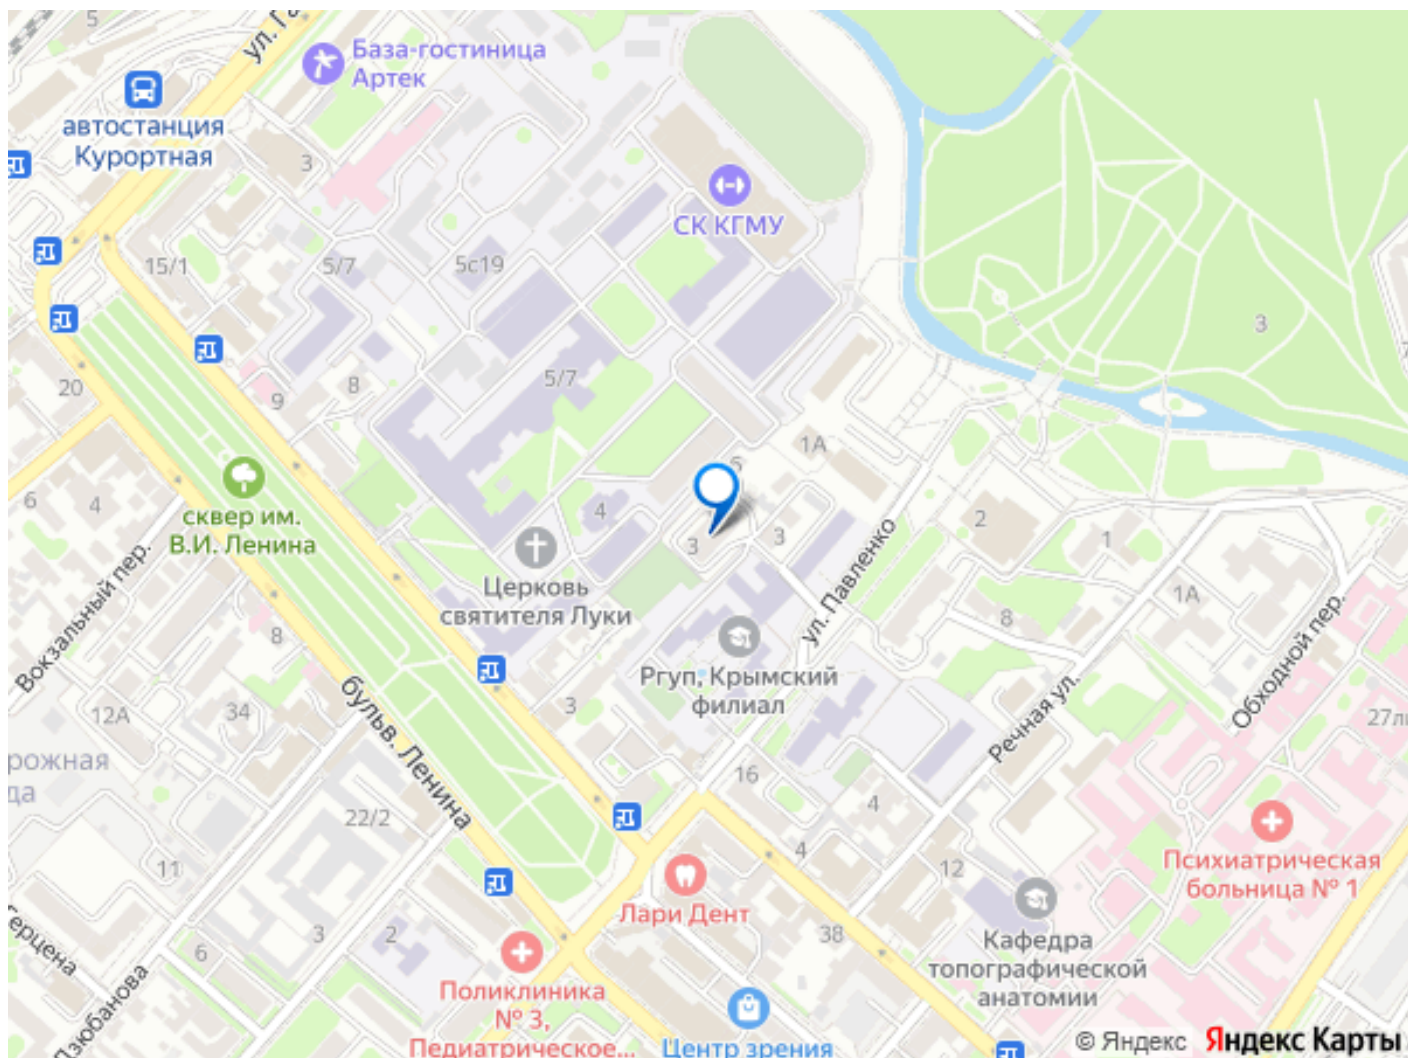 5
ул. Га
База-гостиница
Артек
автостанция
Курортная
3
СК КГМУ
15/1
5/7
5с19
3
7
20
8
9
5/7
1А
5
6
4
сквер им.
В.И. Ленина
4
3
3
2
1
Церковь
святителя Луки
ул. Павленко
1А
Вокзальный пер.
8
8
Обходной пер.
Ргуп, Крымский
филиал
3
12А
34
бульв. Ленина
Речная ул.
27л
рожная
да
16
22/2
4
4
11
12
Психиатрическая
больница № 1
Лари Дент
Герцена
6
3
2
38
Кафедра
топографической
анатомии
Дзюбанова
Поликлиника
№ 3,
Педиатрическое...
Центр зрения
© Яндекс Яндекс Карты